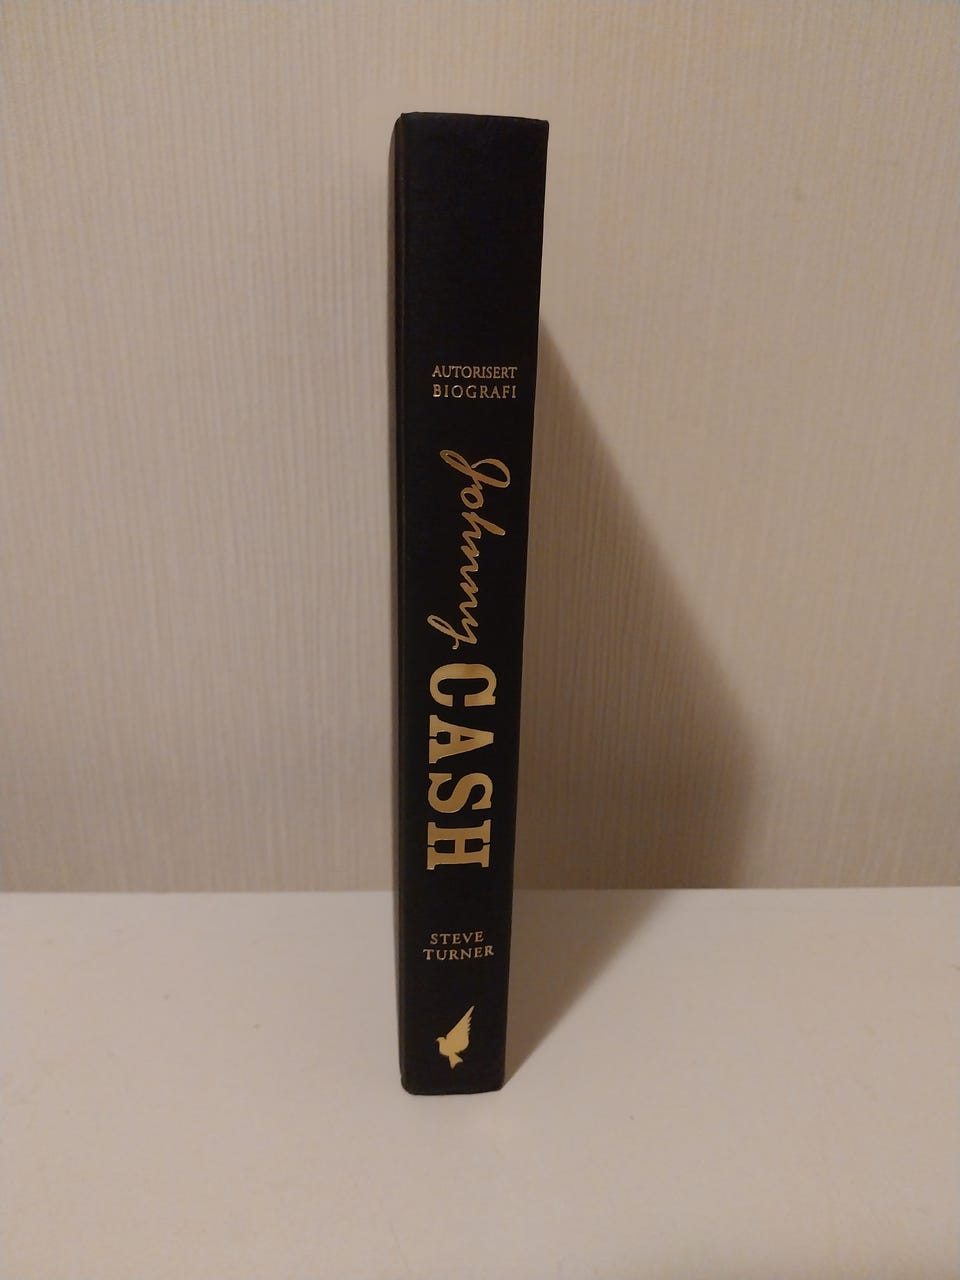 AUTORISERT
BIOGRAFI
Johnny CASH
STEVE
TURNER